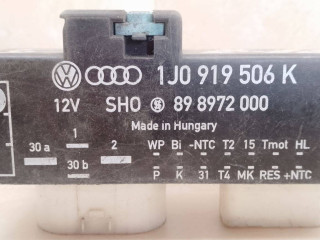 1J0 919 506 K
12V SHO 89 8972 000
Made in Hungary
30 a 1 2 WP Bi -NTC T2 15 Tmot HL
30 b P K 31 T4 MK RES +NTC